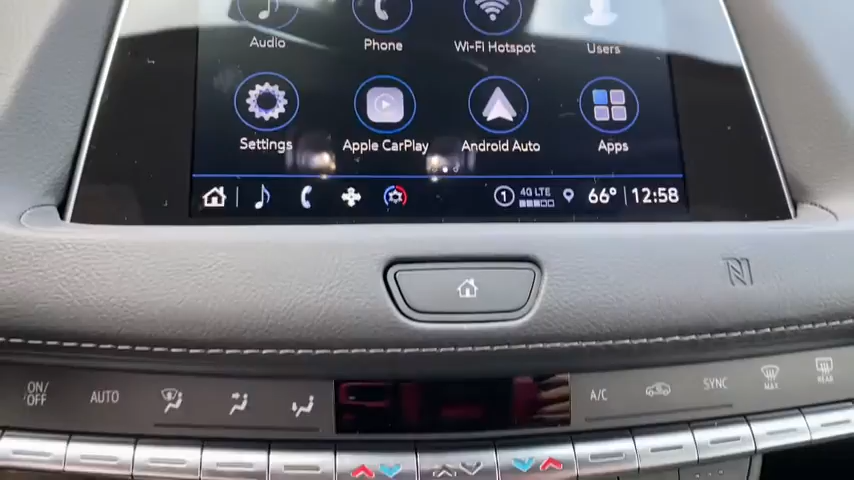 Audio Phone Wi-Fi Hotspot Users
Settings Apple CarPlay Android Auto Apps
1 4G LTE 66° 12:58
ON/OFF AUTO A/C SYNC MAX REAR